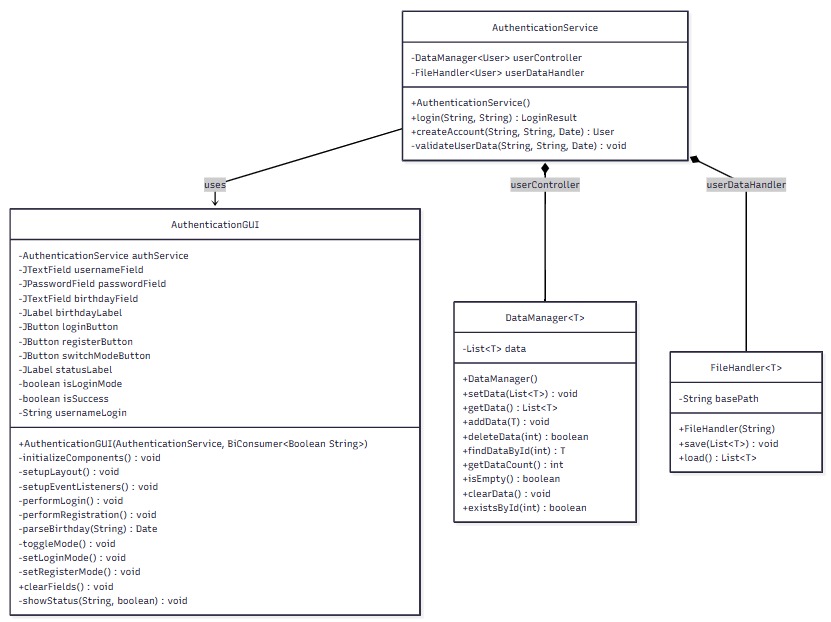 AuthenticationService
-DataManager<User> userController
-FileHandler<User> userDataHandler
+AuthenticationService()
+login(String, String) : LoginResult
+createAccount(String, String, Date) : User
-validateUserData(String, String, Date) : void
uses
userController
userDataHandler
AuthenticationGUI
-AuthenticationService authService
-JTextField usernameField
-JPasswordField passwordField
-JTextField birthdayField
-JLabel birthdayLabel
-JButton loginButton
-JButton registerButton
-JButton switchModeButton
-JLabel statusLabel
-boolean isLoginMode
-boolean isSuccess
-String usernameLogin
+AuthenticationGUI(AuthenticationService, BiConsumer<Boolean String>)
-initializeComponents() : void
-setupLayout() : void
-setupEventListeners() : void
-performLogin() : void
-performRegistration() : void
-parseBirthday(String) : Date
-toggleMode() : void
-setLoginMode() : void
-setRegisterMode() : void
+clearFields() : void
-showStatus(String, boolean) : void
DataManager<T>
-List<T> data
+DataManager()
+setData(List<T>) : void
+getData() : List<T>
+addData(T) : void
+deleteData(int) : boolean
+findDataById(int) : T
+getDataCount() : int
+isEmpty() : boolean
+clearData() : void
+existsById(int) : boolean
FileHandler<T>
-String basePath
+FileHandler(String)
+save(List<T>) : void
+load() : List<T>